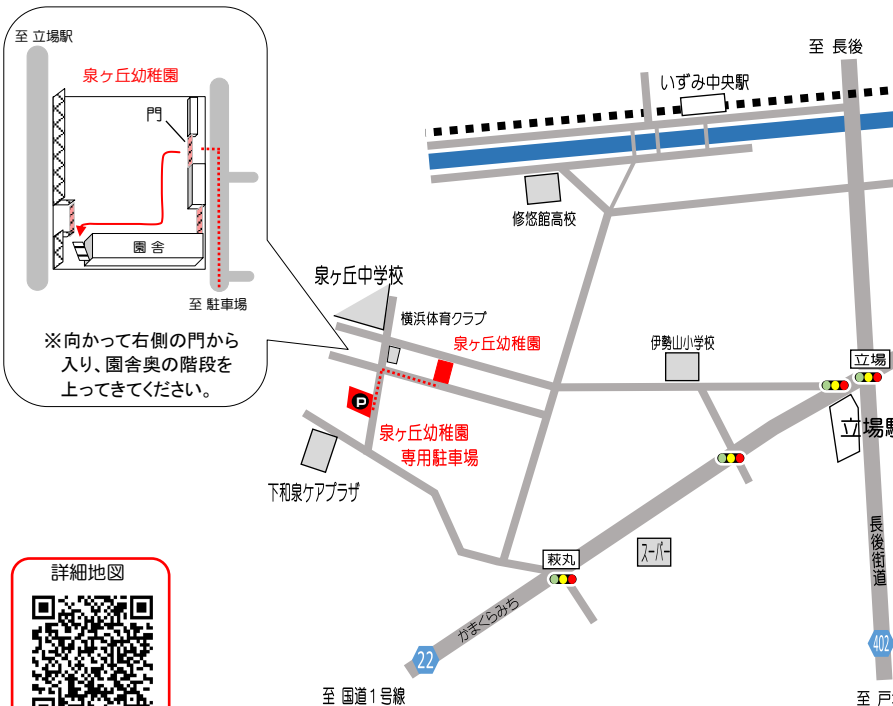 至 立場駅
泉ヶ丘幼稚園
門
園 舎
至 駐車場
※向かって右側の門から
入り、園舎奥の階段を
上ってきてください。
至 長後
いずみ中央駅
修悠館高校
泉ヶ丘中学校
横浜体育クラブ
泉ヶ丘幼稚園
伊勢山小学校
立場
立場駅
P
泉ヶ丘幼稚園
専用駐車場
下和泉ケアプラザ
長後街道
スーパー
萩丸
かまくらみち
22
402
至 国道1号線
至 戸
詳細地図